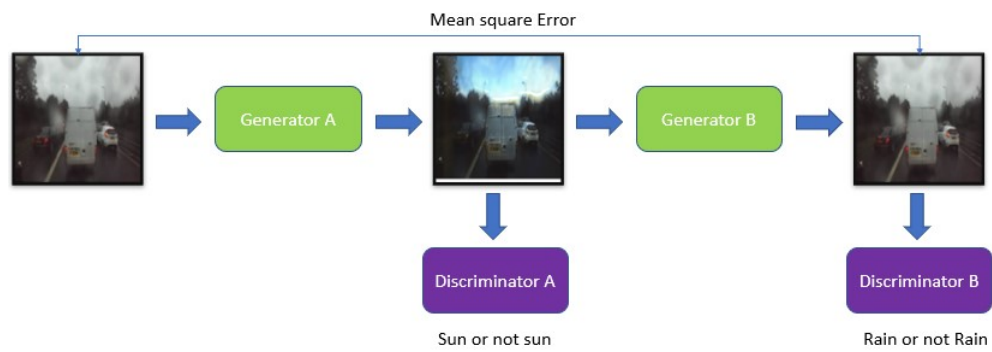 Mean square Error
Generator A
Generator B
Discriminator A
Discriminator B
Sun or not sun
Rain or not Rain